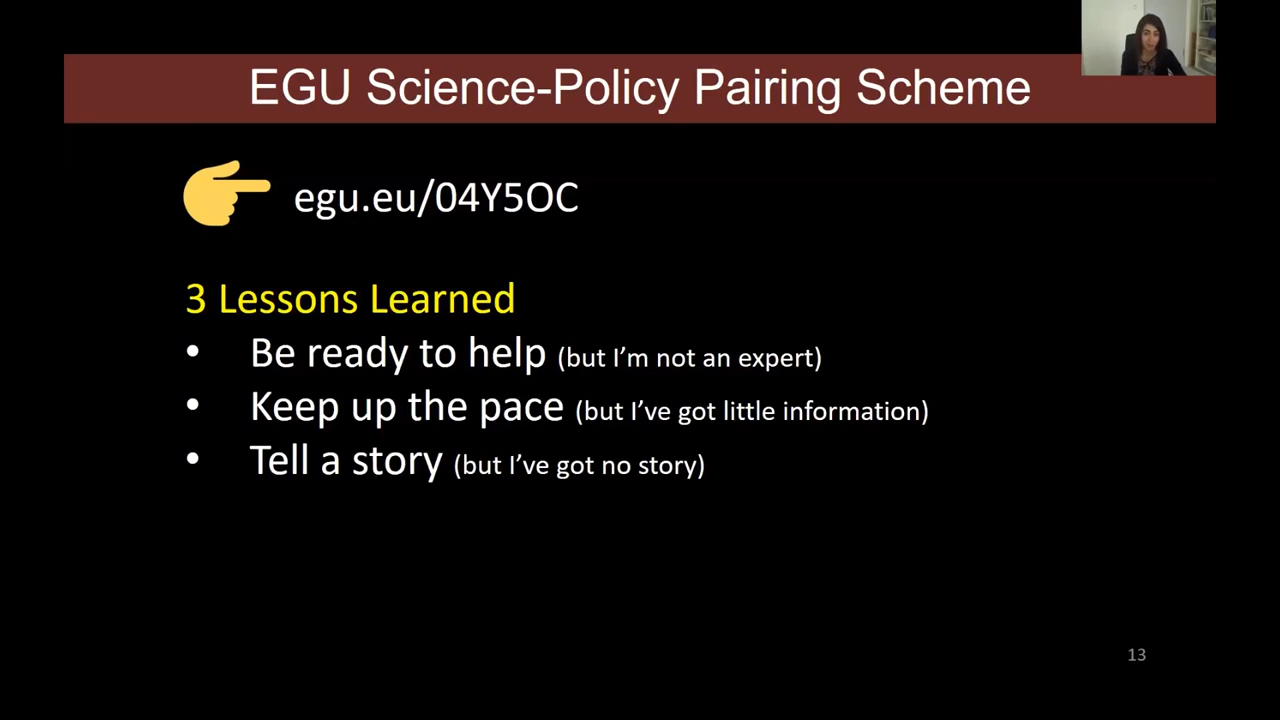 EGU Science-Policy Pairing Scheme
egu.eu/04Y5OC
3 Lessons Learned
• Be ready to help (but I’m not an expert)
• Keep up the pace (but I’ve got little information)
• Tell a story (but I’ve got no story)
13